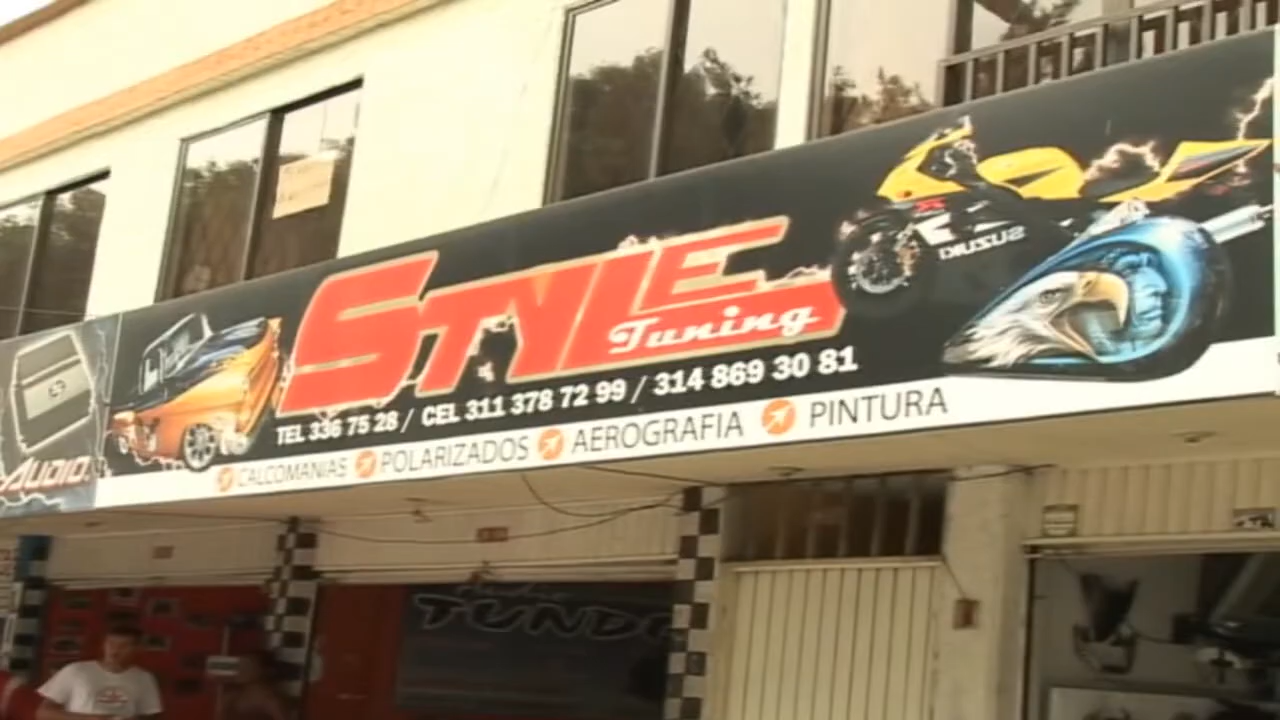 STYLE
Tuning
SUZUKI
TEL 336 75 28 / CEL 311 378 72 99 / 314 869 30 81
AUDIO.
CALCOMANIAS POLARIZADOS AEROGRAFIA PINTURA